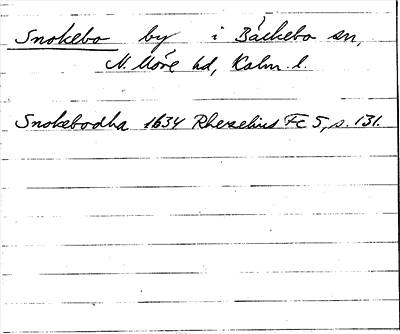 Snokebo by i Bäckebo sn,
N. Möre hd, Kalm. l.
Snokebodha 1634 Rhezelius Fc 5, s. 131.